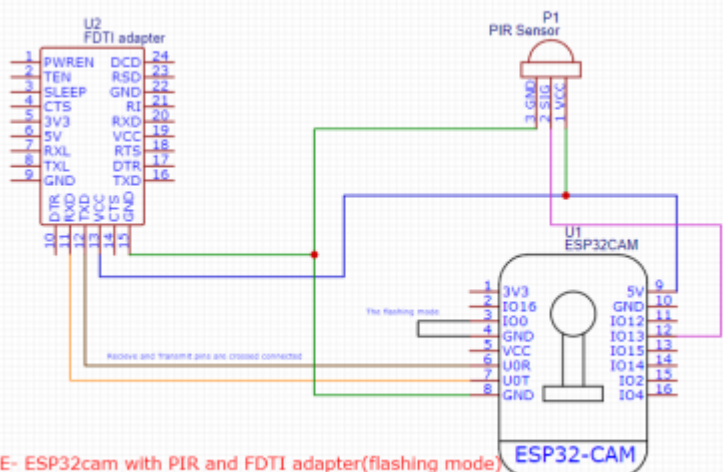 U2
FDTI adapter
1 PWREN DCD 24
2 TEN RSD 23
3 SLEEP GND 22
4 CTS RI 21
5 3V3 RXD 20
6 5V VCC 19
7 RXL RTS 18
8 TXL DTR 17
9 GND TXD 16
DTR RXD TXD VCC CTS GND
10 11 12 13 14 15
P1
PIR Sensor
3 GND
2 SIG
1 VCC
U1
ESP32CAM
1 3V3 5V 9
2 IO16 GND 10
3 IO0 IO12 11
4 GND IO13 12
5 VCC IO15 13
6 U0R IO14 14
7 U0T IO2 15
8 GND IO4 16
The flashing mode
Recieve and Transmit pins are crossed connected
ESP32-CAM
E- ESP32cam with PIR and FDTI adapter(flashing mode)